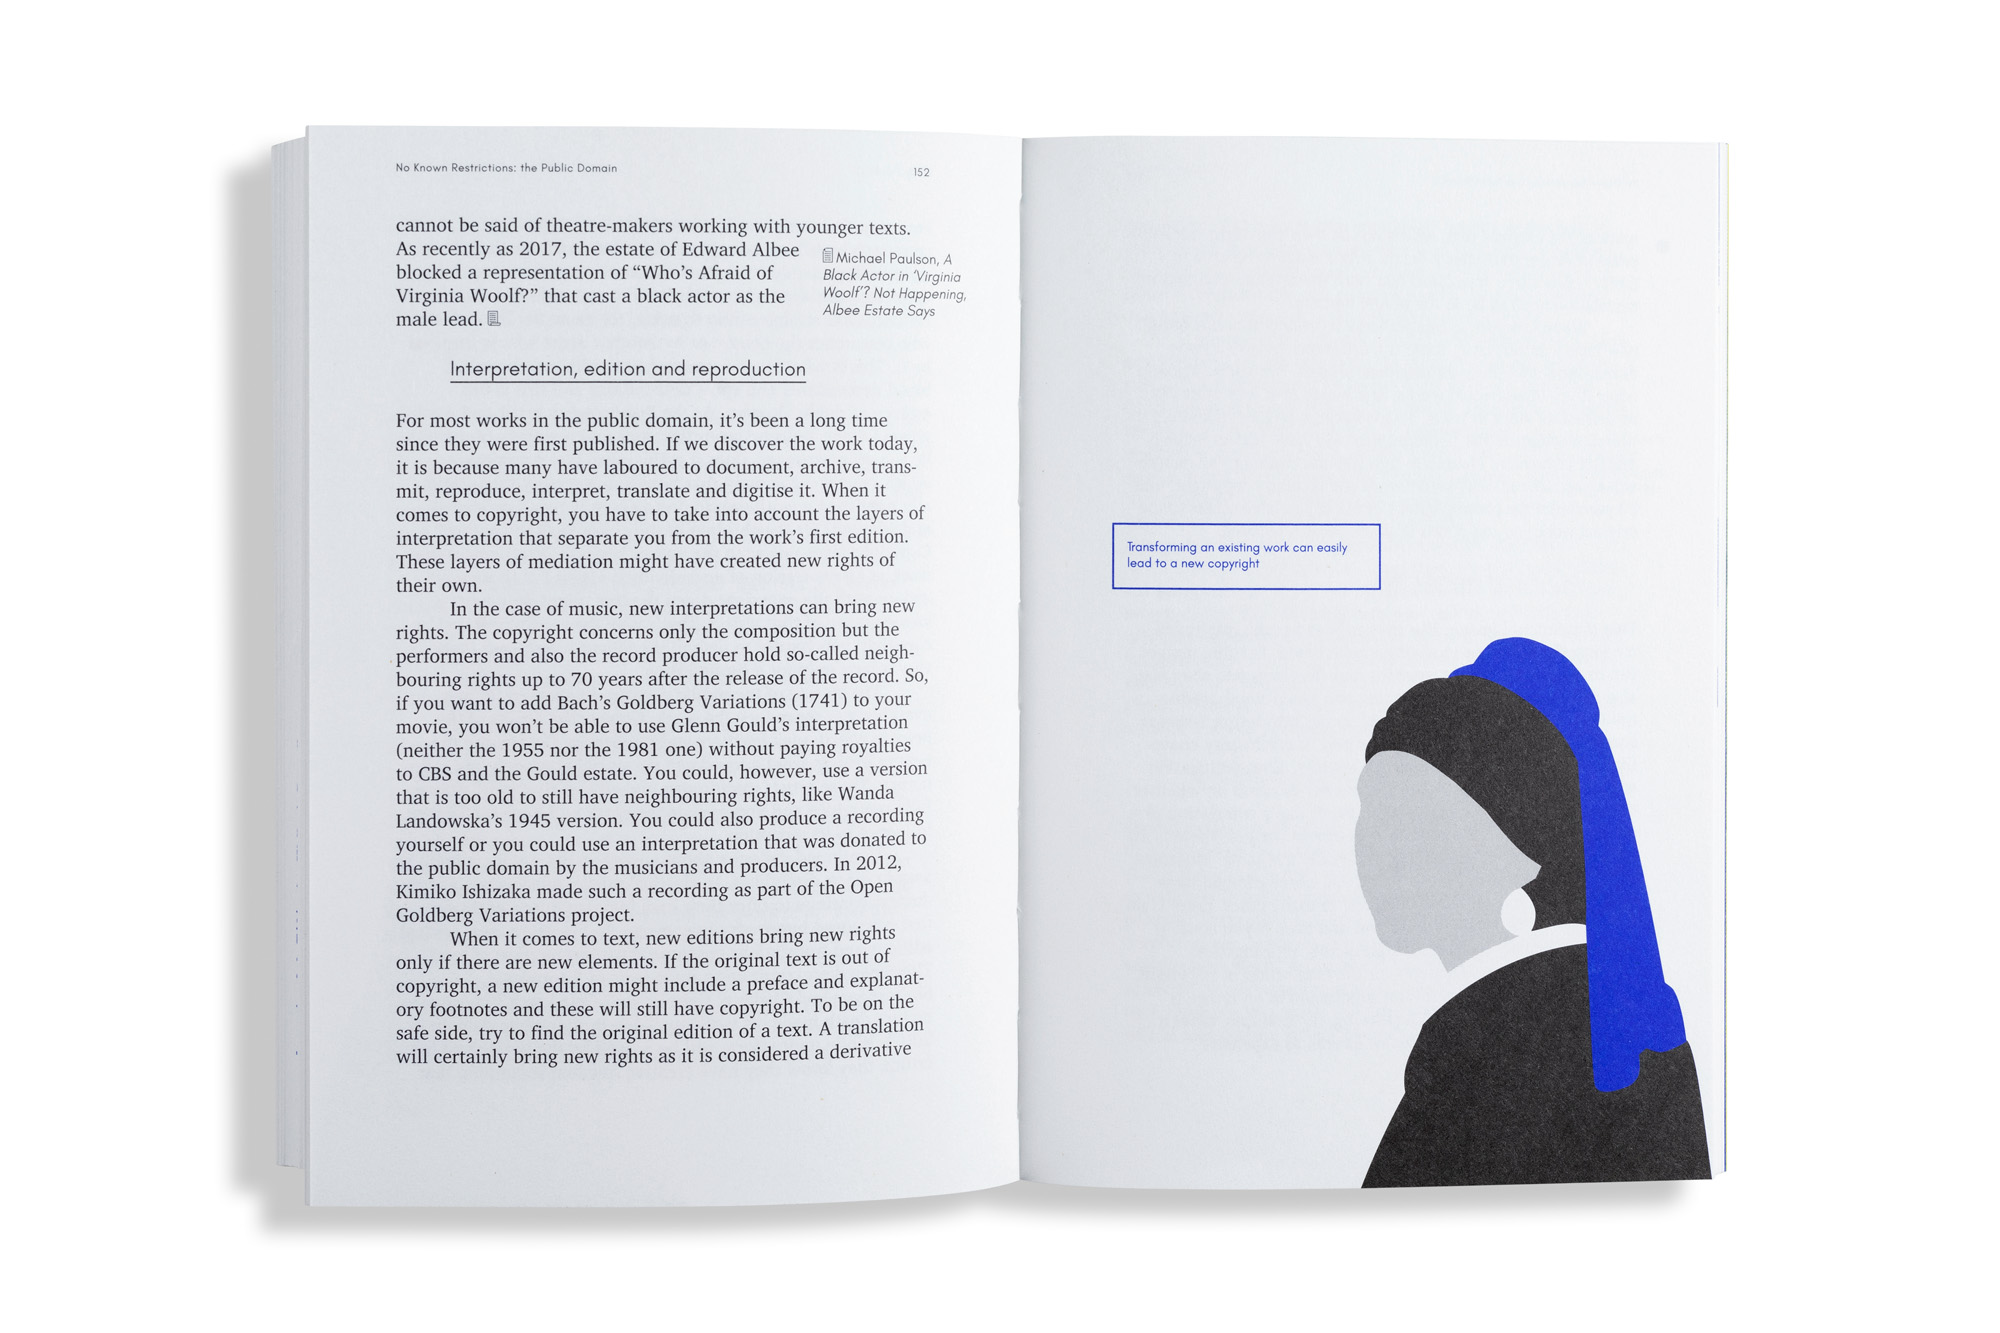 No Known Restrictions: the Public Domain
152
cannot be said of theatre-makers working with younger texts.
As recently as 2017, the estate of Edward Albee
blocked a representation of “Who’s Afraid of
Virginia Woolf?” that cast a black actor as the
male lead.
Michael Paulson, A
Black Actor in ‘Virginia
Woolf’? Not Happening,
Albee Estate Says
Interpretation, edition and reproduction
For most works in the public domain, it’s been a long time
since they were first published. If we discover the work today,
it is because many have laboured to document, archive, trans-
mit, reproduce, interpret, translate and digitise it. When it
comes to copyright, you have to take into account the layers of
interpretation that separate you from the work’s first edition.
These layers of mediation might have created new rights of
their own.
In the case of music, new interpretations can bring new
rights. The copyright concerns only the composition but the
performers and also the record producer hold so-called neigh-
bouring rights up to 70 years after the release of the record. So,
if you want to add Bach’s Goldberg Variations (1741) to your
movie, you won’t be able to use Glenn Gould’s interpretation
(neither the 1955 nor the 1981 one) without paying royalties
to CBS and the Gould estate. You could, however, use a version
that is too old to still have neighbouring rights, like Wanda
Landowska’s 1945 version. You could also produce a recording
yourself or you could use an interpretation that was donated to
the public domain by the musicians and producers. In 2012,
Kimiko Ishizaka made such a recording as part of the Open
Goldberg Variations project.
When it comes to text, new editions bring new rights
only if there are new elements. If the original text is out of
copyright, a new edition might include a preface and explanat-
ory footnotes and these will still have copyright. To be on the
safe side, try to find the original edition of a text. A translation
will certainly bring new rights as it is considered a derivative
Transforming an existing work can easily
lead to a new copyright